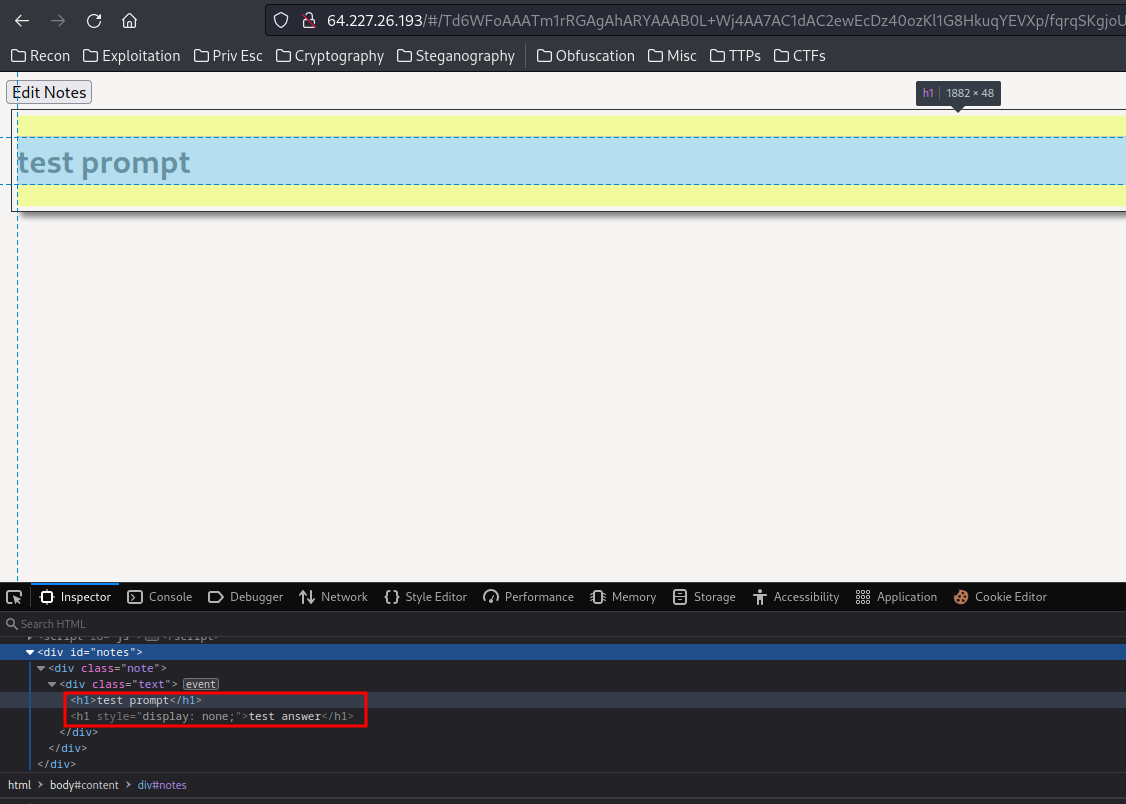 64.227.26.193/#/Td6WFoAAATm1rRGAgAhARYAAAB0L+Wj4AA7AC1dAC2ewEcDz40ozKl1G8HkuqYEVXp/fqrqSKgjoU
Recon Exploitation Priv Esc Cryptography Steganography Obfuscation Misc TTPs CTFs
Edit Notes
h1 1882 × 48
test prompt
Inspector Console Debugger Network Style Editor Performance Memory Storage Accessibility Application Cookie Editor
Search HTML
<script id="js"></script>
<div id="notes">
<div class="note">
<div class="text"> event
<h1>test prompt</h1>
<h1 style="display: none;">test answer</h1>
</div>
</div>
</div>
html body#content div#notes